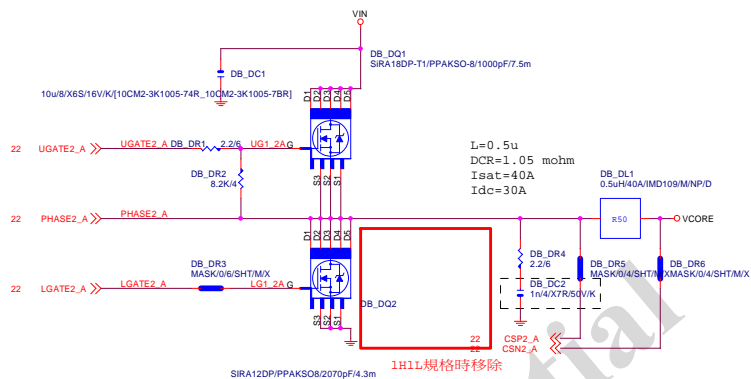 VIN
DB_DQ1
SiRA18DP-T1/PPAKSO-8/1000pF/7.5m
DB_DC1
10u/8/X6S/16V/K/[10CM2-3K1005-74R_10CM2-3K1005-7BR]
D1
D2
D3
D4
D5
22 UGATE2_A UGATE2_A DB_DR1 2.2/6 UG1_2A G
DB_DR2
8.2K/4
S3
S2
S1
L=0.5u
DCR=1.05 mohm
Isat=40A
Idc=30A
DB_DL1
0.5uH/40A/IMD109/M/NP/D
R50
VCORE
22 PHASE2_A PHASE2_A
D1
D2
D3
D4
D5
DB_DR3
MASK/0/6/SHT/M/X
22 LGATE2_A LGATE2_A LG1_2A G
DB_DQ2
S3
S2
S1
DB_DR4
2.2/6
DB_DR5
MASK/0/4/SHT/M/X
DB_DR6
MASK/0/4/SHT/M/X
DB_DC2
1n/4/X7R/50V/K
22 CSP2_A
22 CSN2_A
1H1L規格時移除
SIRA12DP/PPAKSO8/2070pF/4.3m
ential